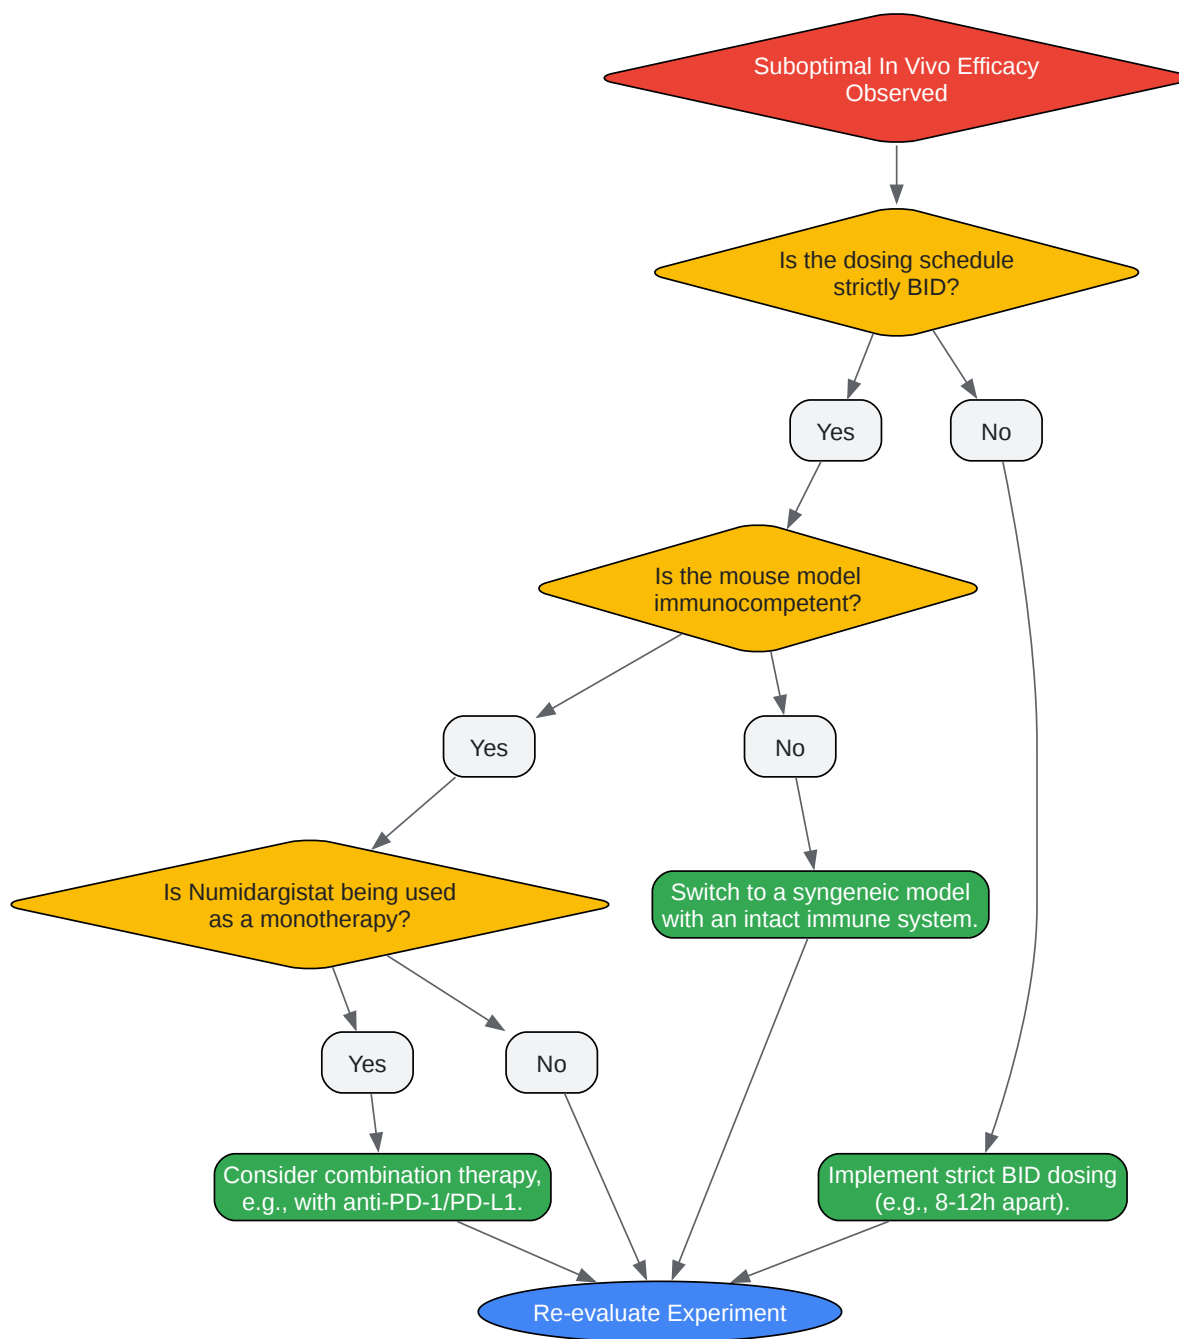 Suboptimal In Vivo Efficacy
Observed
Is the dosing schedule
strictly BID?
Yes
No
Is the mouse model
immunocompetent?
Yes
No
Is Numidargistat being used
as a monotherapy?
Switch to a syngeneic model
with an intact immune system.
Yes
No
Consider combination therapy,
e.g., with anti-PD-1/PD-L1.
Implement strict BID dosing
(e.g., 8-12h apart).
Re-evaluate Experiment